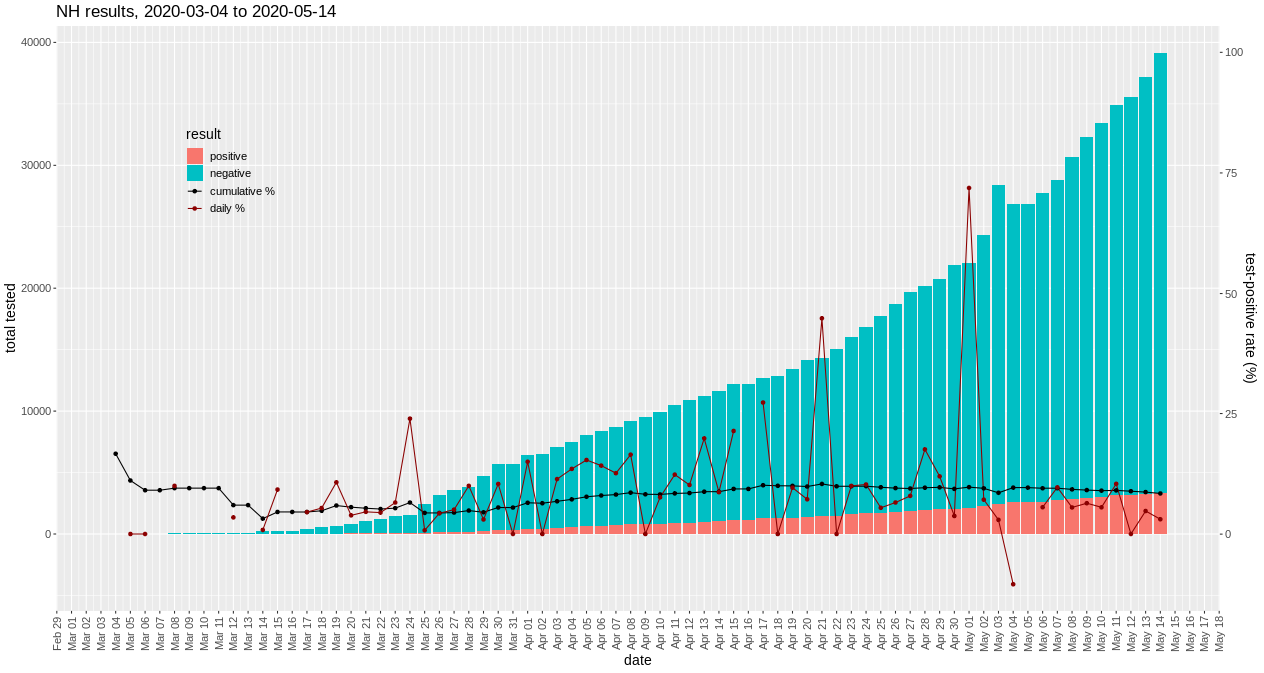 NH results, 2020-03-04 to 2020-05-14
40000
30000
20000
10000
0
total tested
result
positive
negative
cumulative %
daily %
100
75
50
25
0
test-positive rate (%)
Feb 29
Mar 01
Mar 02
Mar 03
Mar 04
Mar 05
Mar 06
Mar 07
Mar 08
Mar 09
Mar 10
Mar 11
Mar 12
Mar 13
Mar 14
Mar 15
Mar 16
Mar 17
Mar 18
Mar 19
Mar 20
Mar 21
Mar 22
Mar 23
Mar 24
Mar 25
Mar 26
Mar 27
Mar 28
Mar 29
Mar 30
Mar 31
Apr 01
Apr 02
Apr 03
Apr 04
Apr 05
Apr 06
Apr 07
Apr 08
Apr 09
Apr 10
Apr 11
Apr 12
Apr 13
Apr 14
Apr 15
Apr 16
Apr 17
Apr 18
Apr 19
Apr 20
Apr 21
Apr 22
Apr 23
Apr 24
Apr 25
Apr 26
Apr 27
Apr 28
Apr 29
Apr 30
May 01
May 02
May 03
May 04
May 05
May 06
May 07
May 08
May 09
May 10
May 11
May 12
May 13
May 14
May 15
May 16
May 17
May 18
date